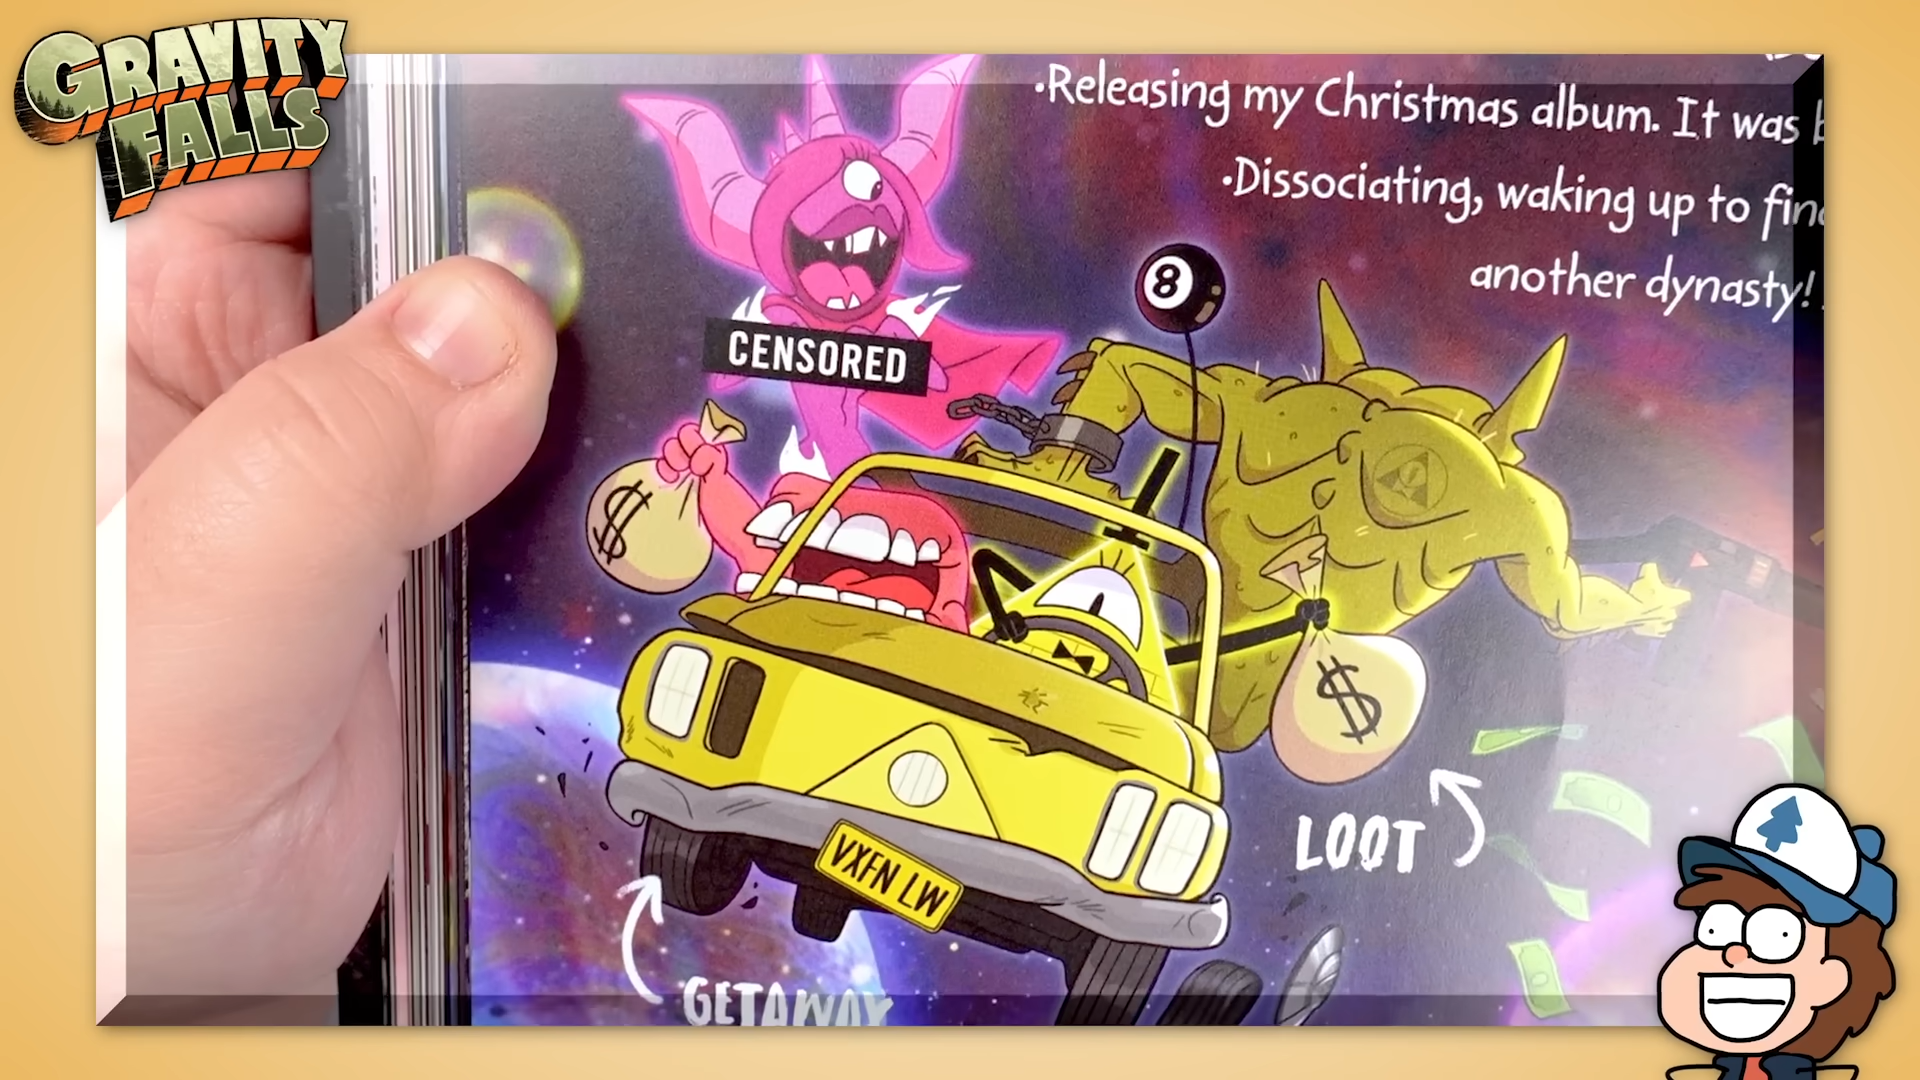 GRAVITY
FALLS
•Releasing my Christmas album. It was
•Dissociating, waking up to
another dynasty!
8
CENSORED
$
$
LOOT
VXFN LW
GETAWAY